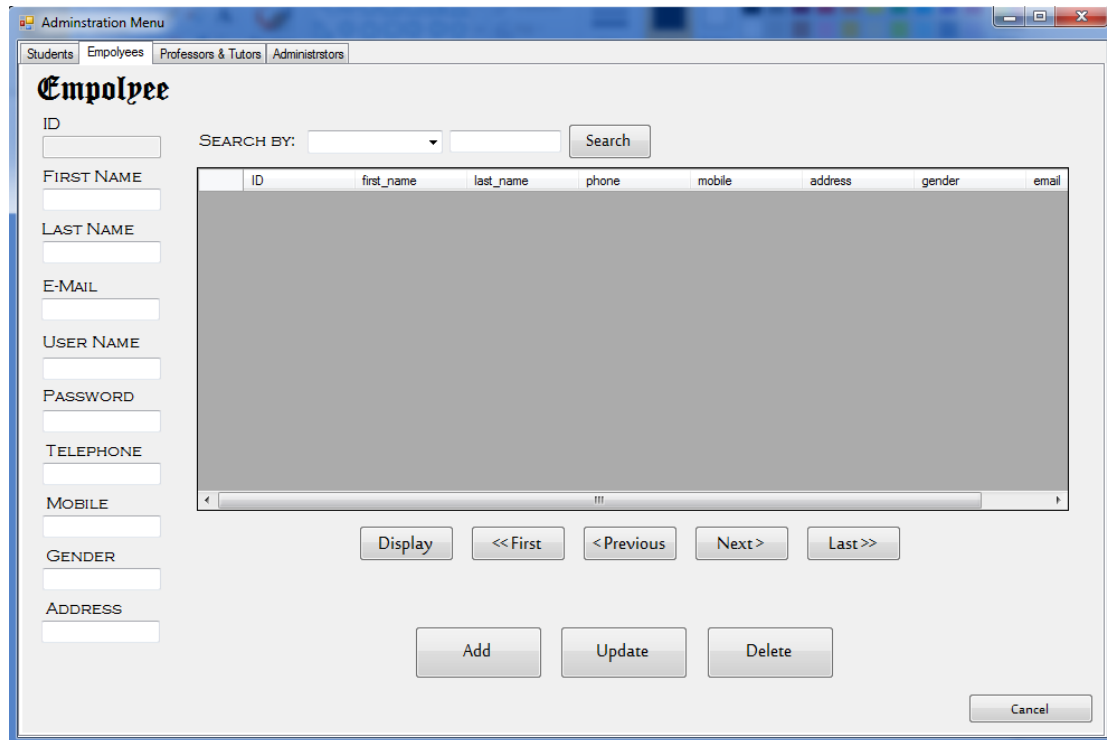 Adminstration Menu
Students Empolyees Professors & Tutors Administrstors
Empolyee
ID
SEARCH BY: Search
FIRST NAME
LAST NAME
E-MAIL
USER NAME
PASSWORD
TELEPHONE
MOBILE
GENDER
ADDRESS
ID first_name last_name phone mobile address gender email
Display <<First <Previous Next> Last>>
Add Update Delete
Cancel